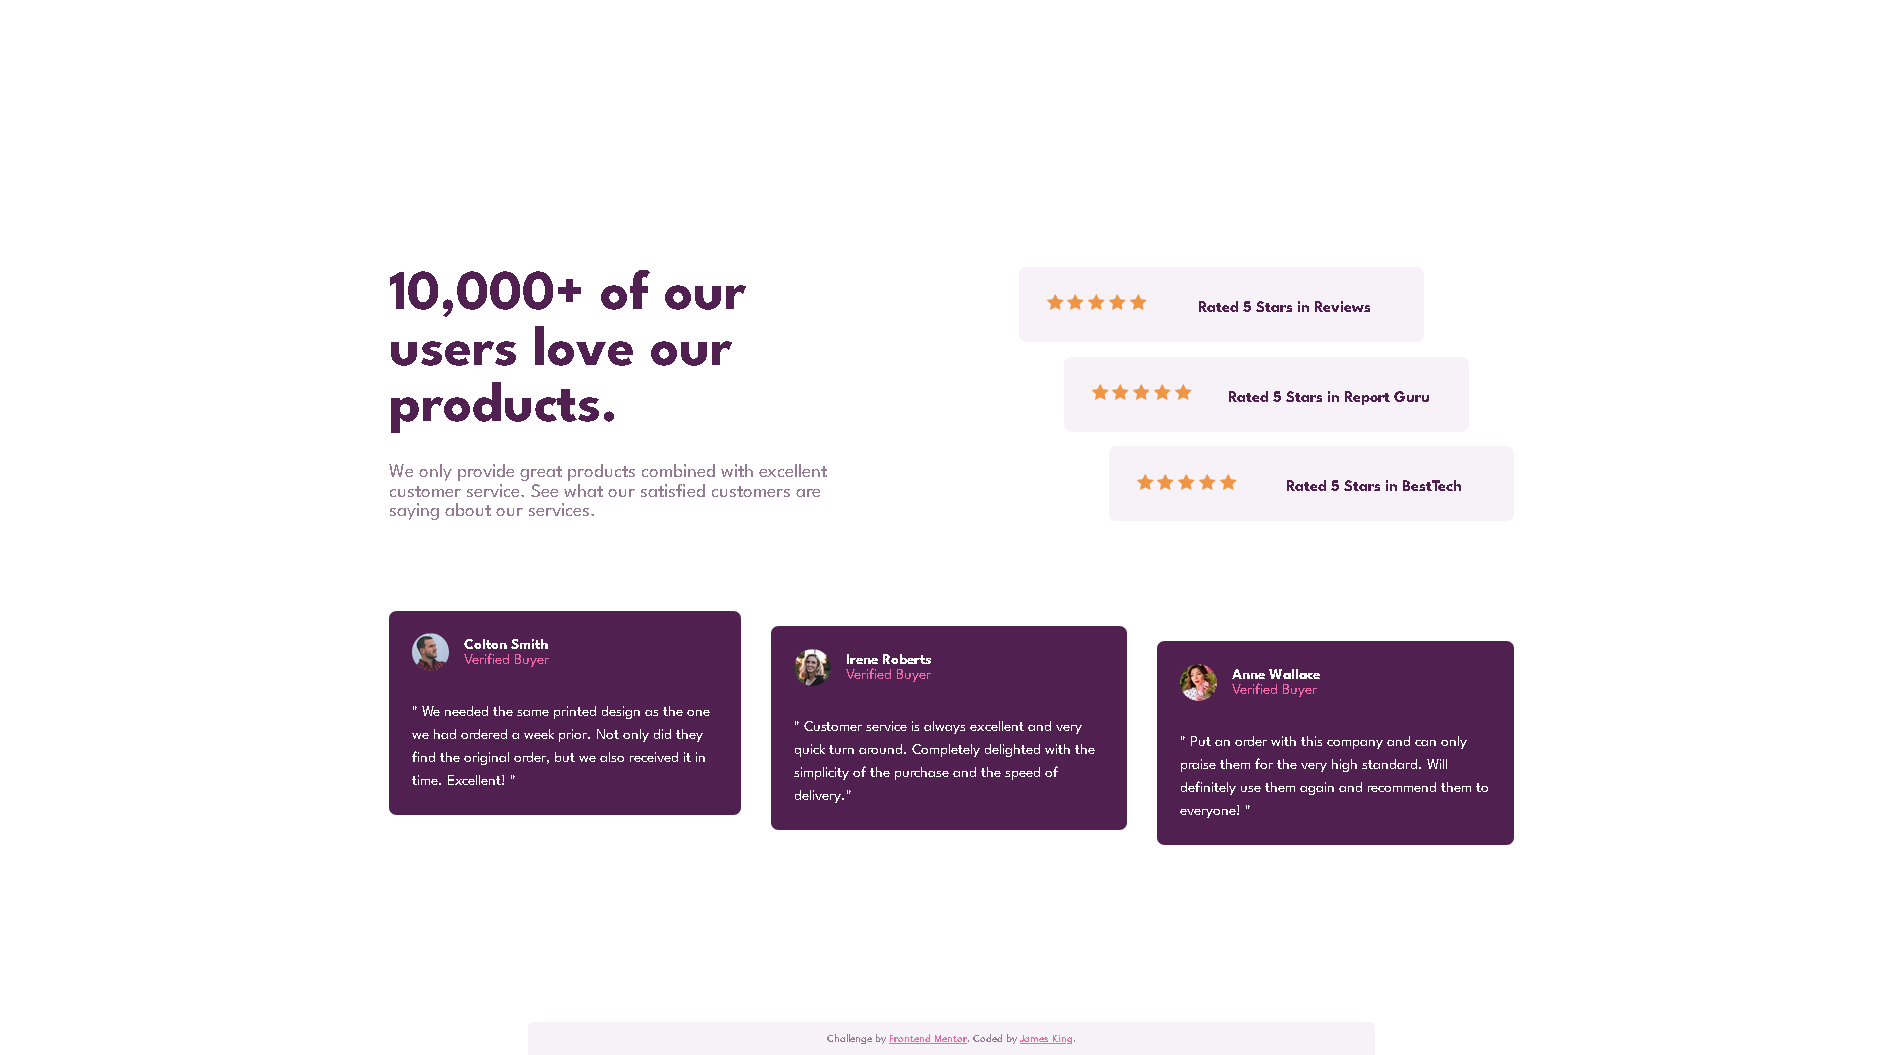 10,000+ of our
users love our
products.
We only provide great products combined with excellent
customer service. See what our satisfied customers are
saying about our services.
Rated 5 Stars in Reviews
Rated 5 Stars in Report Guru
Rated 5 Stars in BestTech
Colton Smith
Verified Buyer
" We needed the same printed design as the one
we had ordered a week prior. Not only did they
find the original order, but we also received it in
time. Excellent! "
Irene Roberts
Verified Buyer
" Customer service is always excellent and very
quick turn around. Completely delighted with the
simplicity of the purchase and the speed of
delivery."
Anne Wallace
Verified Buyer
" Put an order with this company and can only
praise them for the very high standard. Will
definitely use them again and recommend them to
everyone! "
Challenge by Frontend Mentor. Coded by James King.